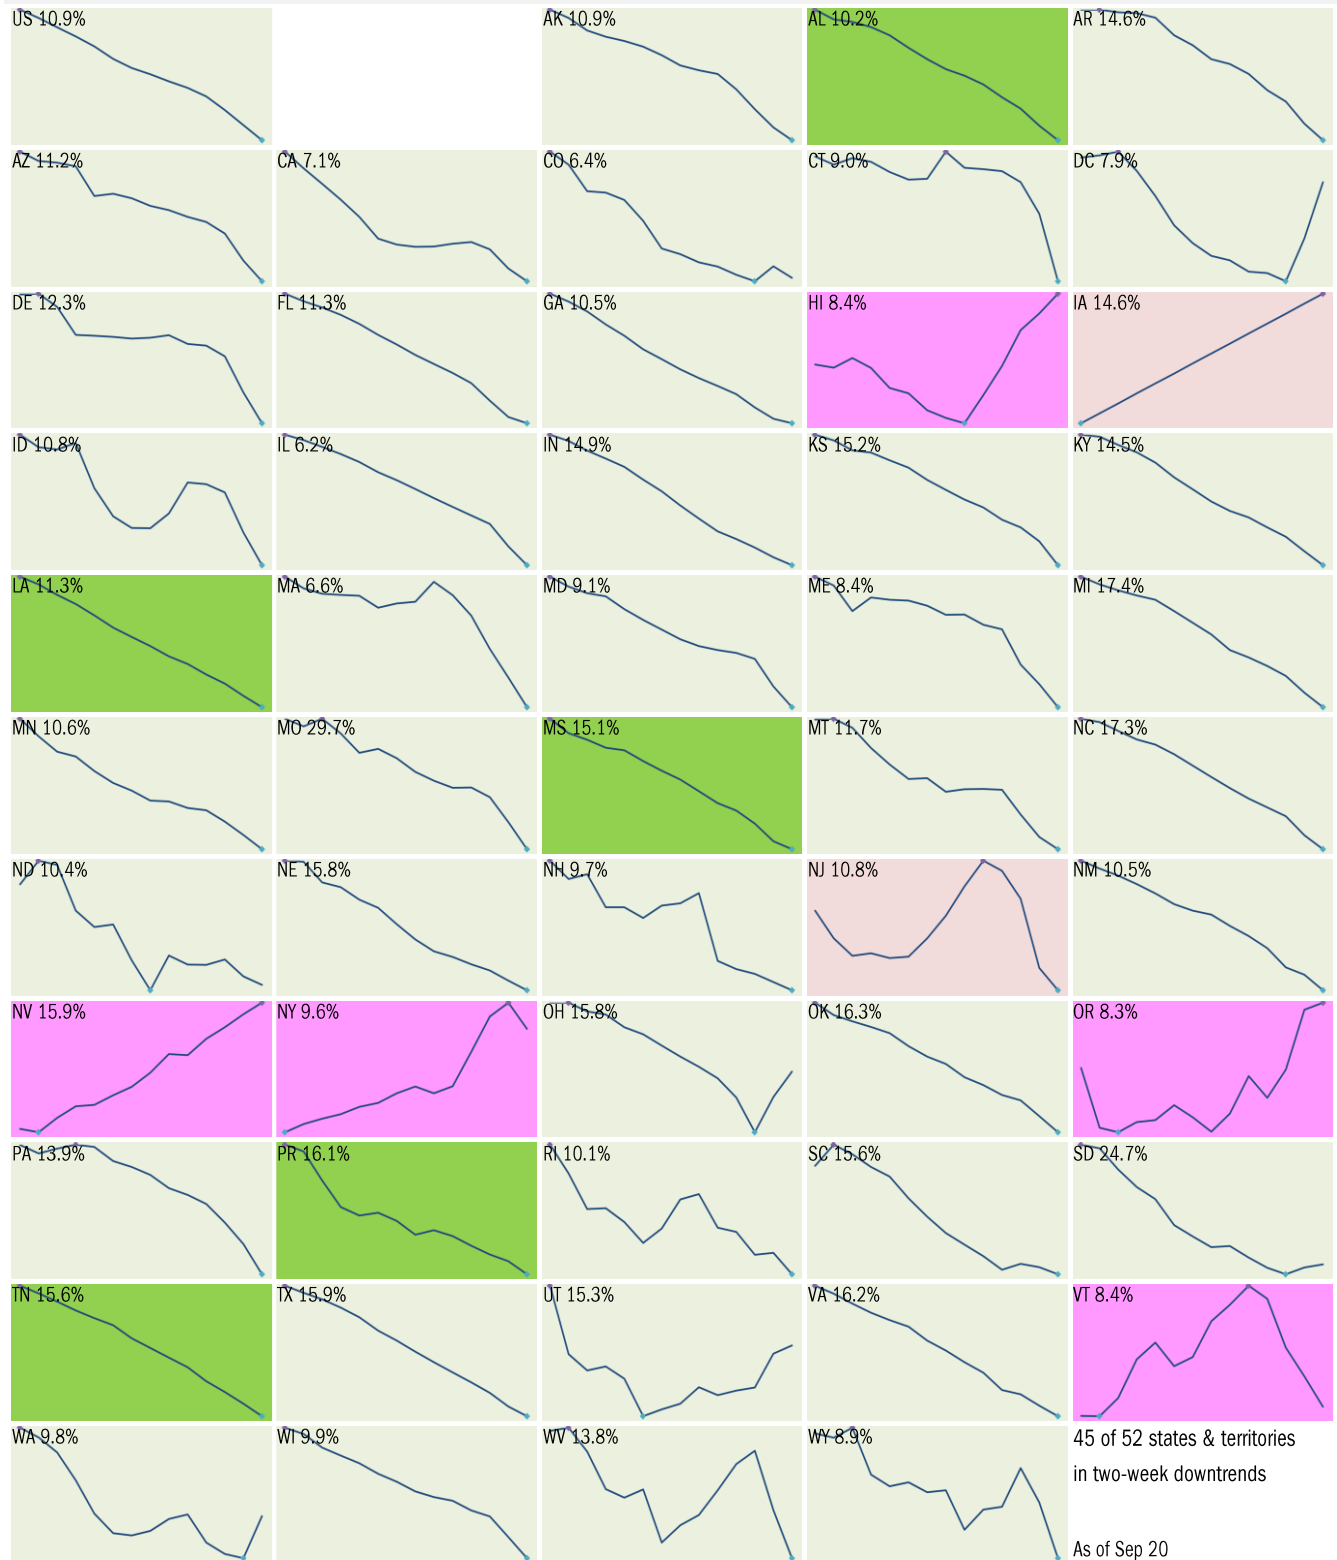 US 10.9%
AK 10.9%
AL 10.2%
AR 14.6%
AZ 11.2%
CA 7.1%
CO 6.4%
CT 9.0%
DC 7.9%
DE 12.3%
FL 11.3%
GA 10.5%
HI 8.4%
IA 14.6%
ID 10.8%
IL 6.2%
IN 14.9%
KS 15.2%
KY 14.5%
LA 11.3%
MA 6.6%
MD 9.1%
ME 8.4%
MI 17.4%
MN 10.6%
MO 29.7%
MS 15.1%
MT 11.7%
NC 17.3%
ND 10.4%
NE 15.8%
NH 9.7%
NJ 10.8%
NM 10.5%
NV 15.9%
NY 9.6%
OH 15.8%
OK 16.3%
OR 8.3%
PA 13.9%
PR 16.1%
RI 10.1%
SC 15.6%
SD 24.7%
TN 15.6%
TX 15.9%
UT 15.3%
VA 16.2%
VT 8.4%
WA 9.8%
WI 9.9%
WV 13.8%
WY 8.9%
45 of 52 states & territories
in two-week downtrends
As of Sep 20